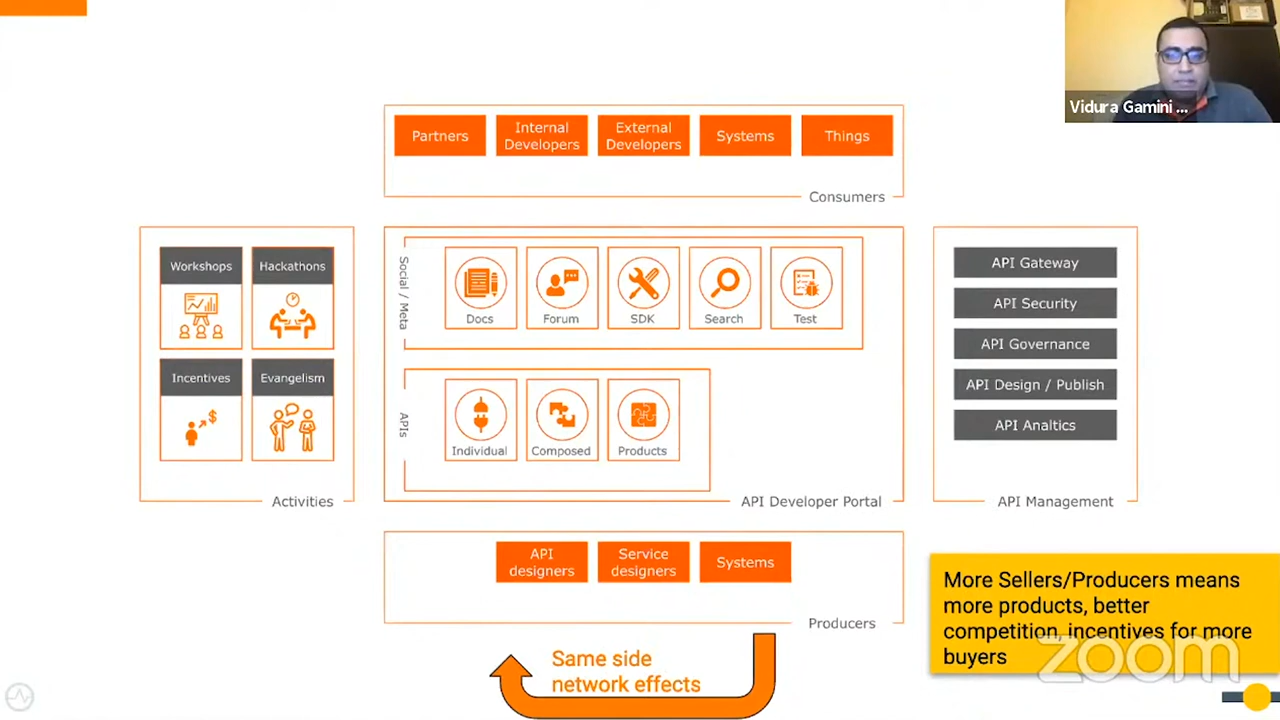 Vidura Gamini ...
Partners
Internal
Developers
External
Developers
Systems
Things
Consumers
Workshops
Hackathons
Incentives
Evangelism
Activities
Social / Meta
Docs
Forum
SDK
Search
Test
APIs
Individual
Composed
Products
API Developer Portal
API Gateway
API Security
API Governance
API Design / Publish
API Analtics
API Management
API
designers
Service
designers
Systems
Producers
Same side
network effects
More Sellers/Producers means
more products, better
competition, incentives for more
buyers
zoom